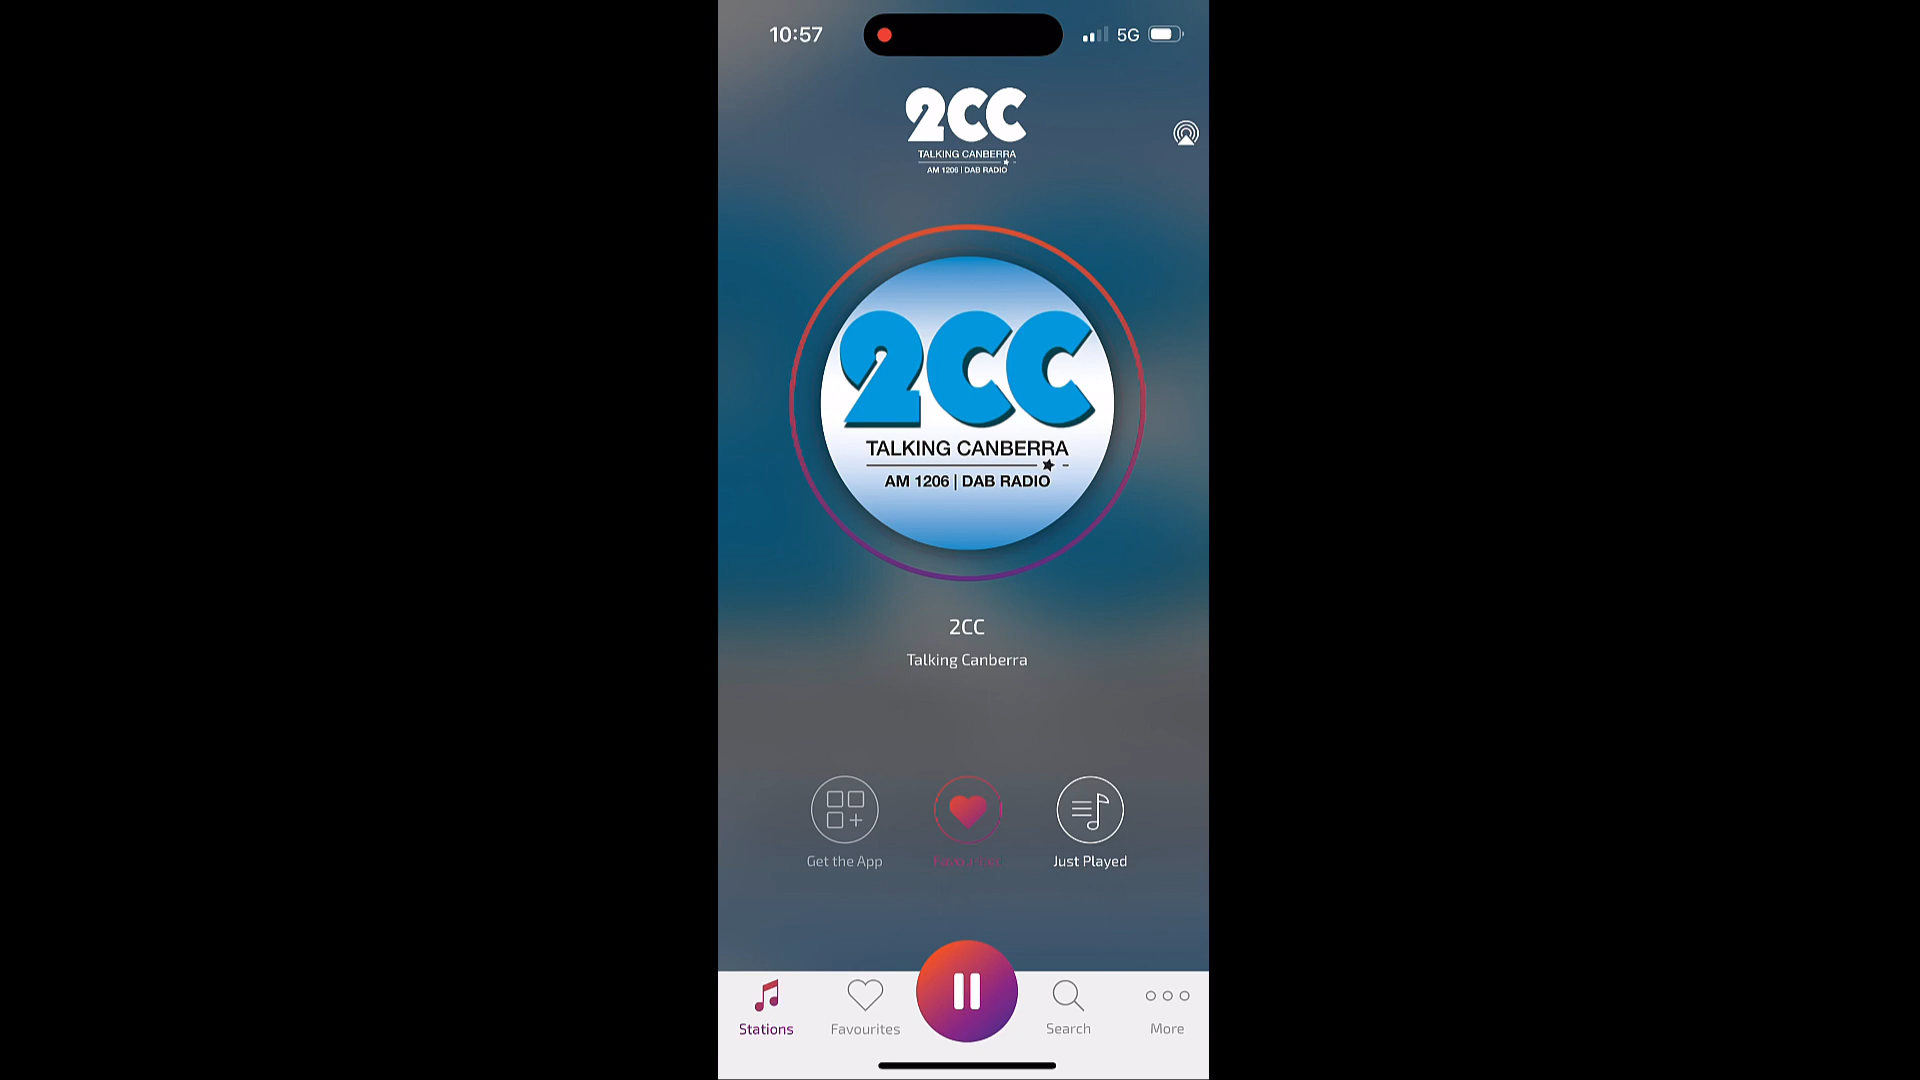 10:57
5G
2CC
TALKING CANBERRA
AM 1206 | DAB RADIO
2CC
TALKING CANBERRA
AM 1206 | DAB RADIO
2CC
Talking Canberra
Get the App
Just Played
Stations
Favourites
Search
More